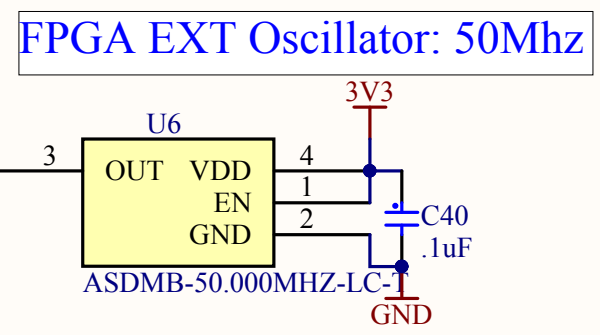 FPGA EXT Oscillator: 50Mhz
3V3
U6
3 OUT VDD 4
EN 1
GND 2
C40
.1uF
ASDMB-50.000MHZ-LC-T
GND